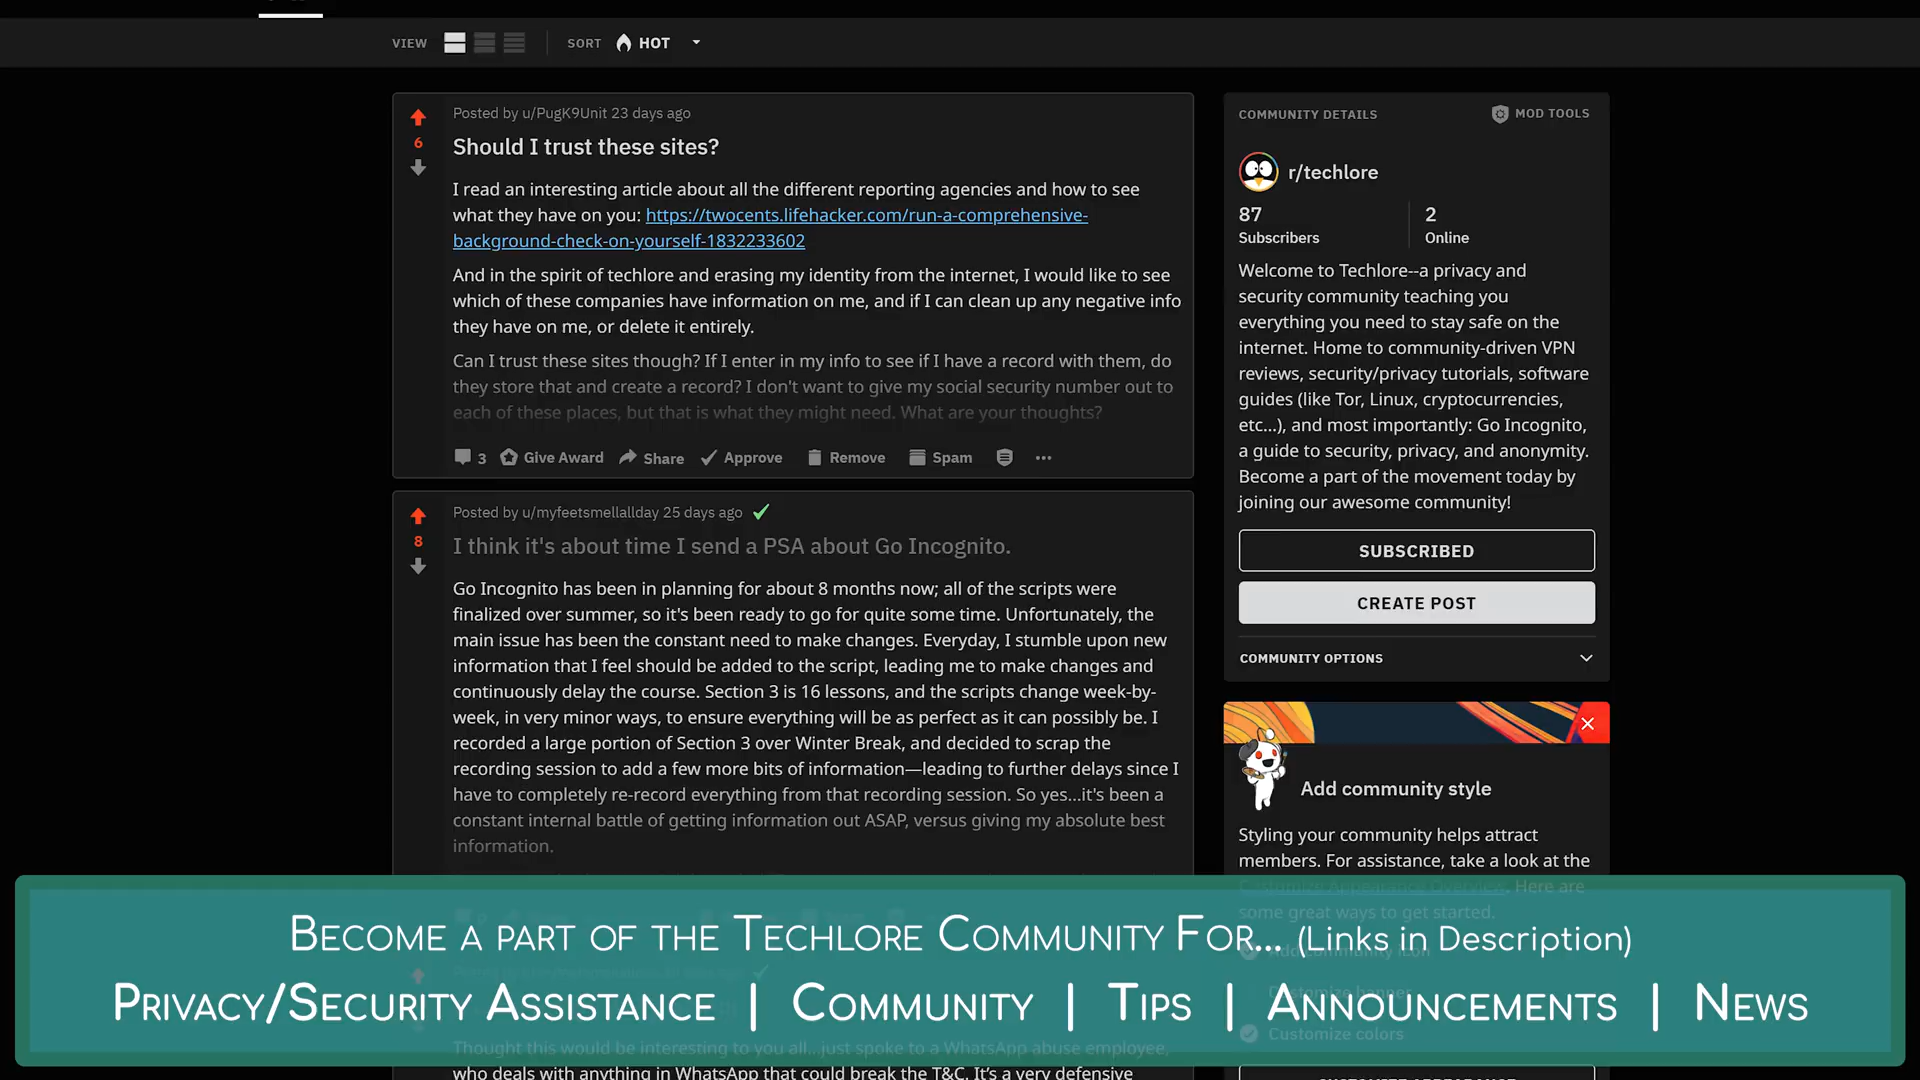 VIEW SORT HOT
Posted by u/PugK9Unit 23 days ago
6
Should I trust these sites?
I read an interesting article about all the different reporting agencies and how to see
what they have on you: https://twocents.lifehacker.com/run-a-comprehensive-
background-check-on-yourself-1832233602
And in the spirit of techlore and erasing my identity from the internet, I would like to see
which of these companies have information on me, and if I can clean up any negative info
they have on me, or delete it entirely.
Can I trust these sites though? If I enter in my info to see if I have a record with them, do
they store that and create a record? I don't want to give my social security number out to
each of these places, but that is what they might need. What are your thoughts?
3 Give Award Share Approve Remove Spam ...
Posted by u/myfeetsmellallday 25 days ago
8
I think it's about time I send a PSA about Go Incognito.
Go Incognito has been in planning for about 8 months now; all of the scripts were
finalized over summer, so it's been ready to go for quite some time. Unfortunately, the
main issue has been the constant need to make changes. Everyday, I stumble upon new
information that I feel should be added to the script, leading me to make changes and
continuously delay the course. Section 3 is 16 lessons, and the scripts change week-by-
week, in very minor ways, to ensure everything will be as perfect as it can possibly be. I
recorded a large portion of Section 3 over Winter Break, and decided to scrap the
recording session to add a few more bits of information—leading to further delays since I
have to completely re-record everything from that recording session. So yes...it's been a
constant internal battle of getting information out ASAP, versus giving my absolute best
information.
Thought this would be interesting to you all...just spoke to a WhatsApp abuse employee,
who deals with anything in WhatsApp that could break the T&C. It's a very defensive
COMMUNITY DETAILS MOD TOOLS
r/techlore
87 2
Subscribers Online
Welcome to Techlore--a privacy and
security community teaching you
everything you need to stay safe on the
internet. Home to community-driven VPN
reviews, security/privacy tutorials, software
guides (like Tor, Linux, cryptocurrencies,
etc...), and most importantly: Go Incognito,
a guide to security, privacy, and anonymity.
Become a part of the movement today by
joining our awesome community!
SUBSCRIBED
CREATE POST
COMMUNITY OPTIONS
Add community style
Styling your community helps attract
members. For assistance, take a look at the
Customize Appearance Overview. Here are
some great ways to get started.
Add community icon
Customize banner
Customize colors
CUSTOMIZE APPEARANCE
Become a part of the Techlore Community For... (Links in Description)
Privacy/Security Assistance | Community | Tips | Announcements | News